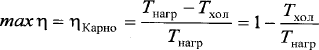 max η = η_Карно = (T_нагр − T_хол) / T_нагр = 1 − T_хол / T_нагр